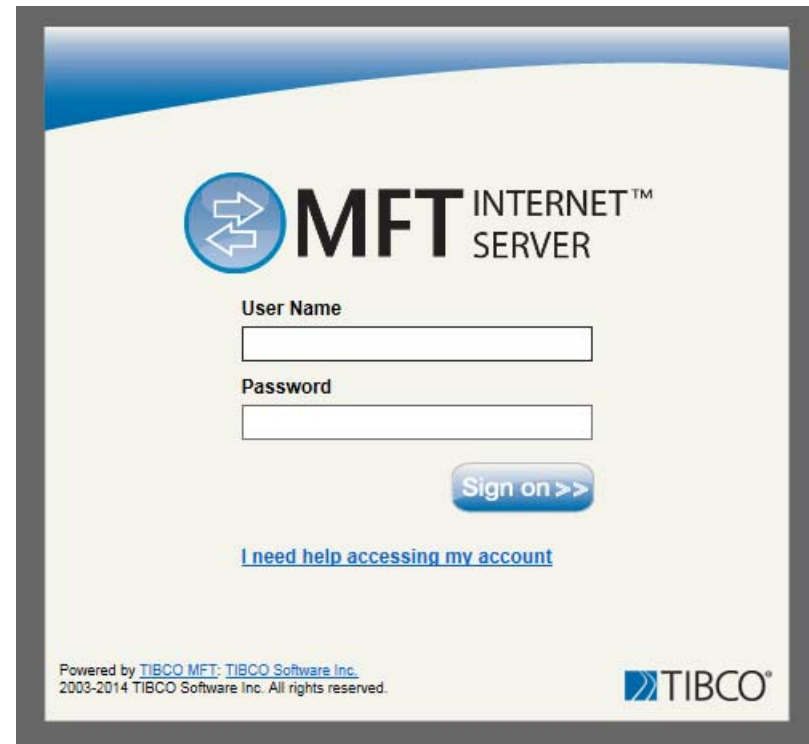 MFT INTERNET™
SERVER
User Name
Password
Sign on >>
I need help accessing my account
Powered by TIBCO MFT: TIBCO Software Inc.
2003-2014 TIBCO Software Inc. All rights reserved.
TIBCO®